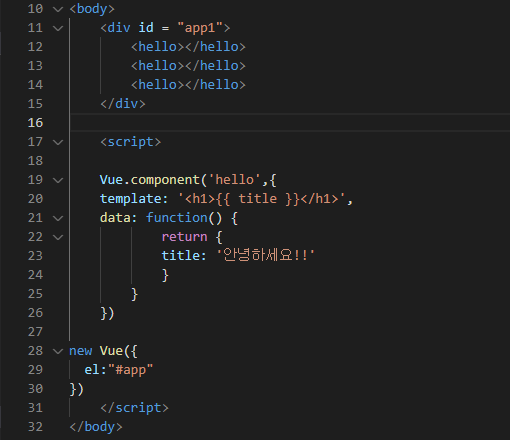 10 <body>
11 <div id = "app1">
12 <hello></hello>
13 <hello></hello>
14 <hello></hello>
15 </div>
16
17 <script>
18
19 Vue.component('hello',{
20 template: '<h1>{{ title }}</h1>',
21 data: function() {
22 return {
23 title: '안녕하세요!!'
24 }
25 }
26 })
27
28 new Vue({
29 el:"#app"
30 })
31 </script>
32 </body>